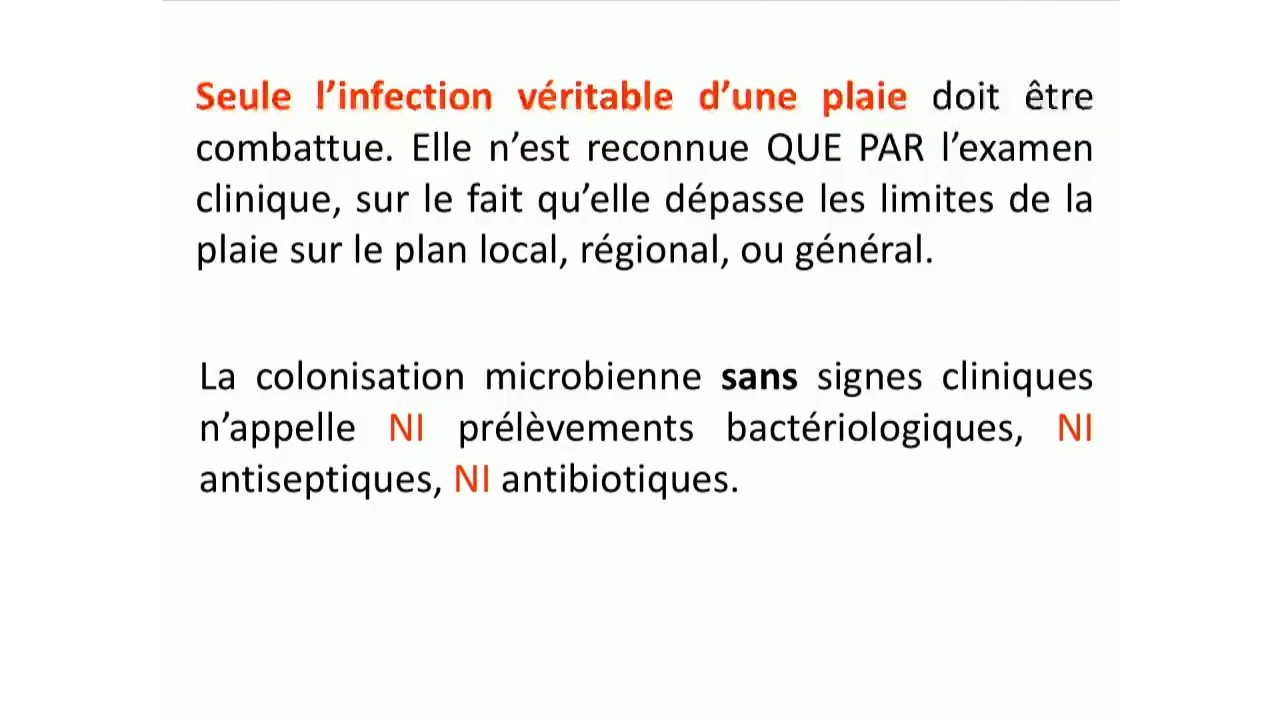 Seule l’infection véritable d’une plaie doit être
combattue. Elle n’est reconnue QUE PAR l’examen
clinique, sur le fait qu’elle dépasse les limites de la
plaie sur le plan local, régional, ou général.
La colonisation microbienne sans signes cliniques
n’appelle NI prélèvements bactériologiques, NI
antiseptiques, NI antibiotiques.